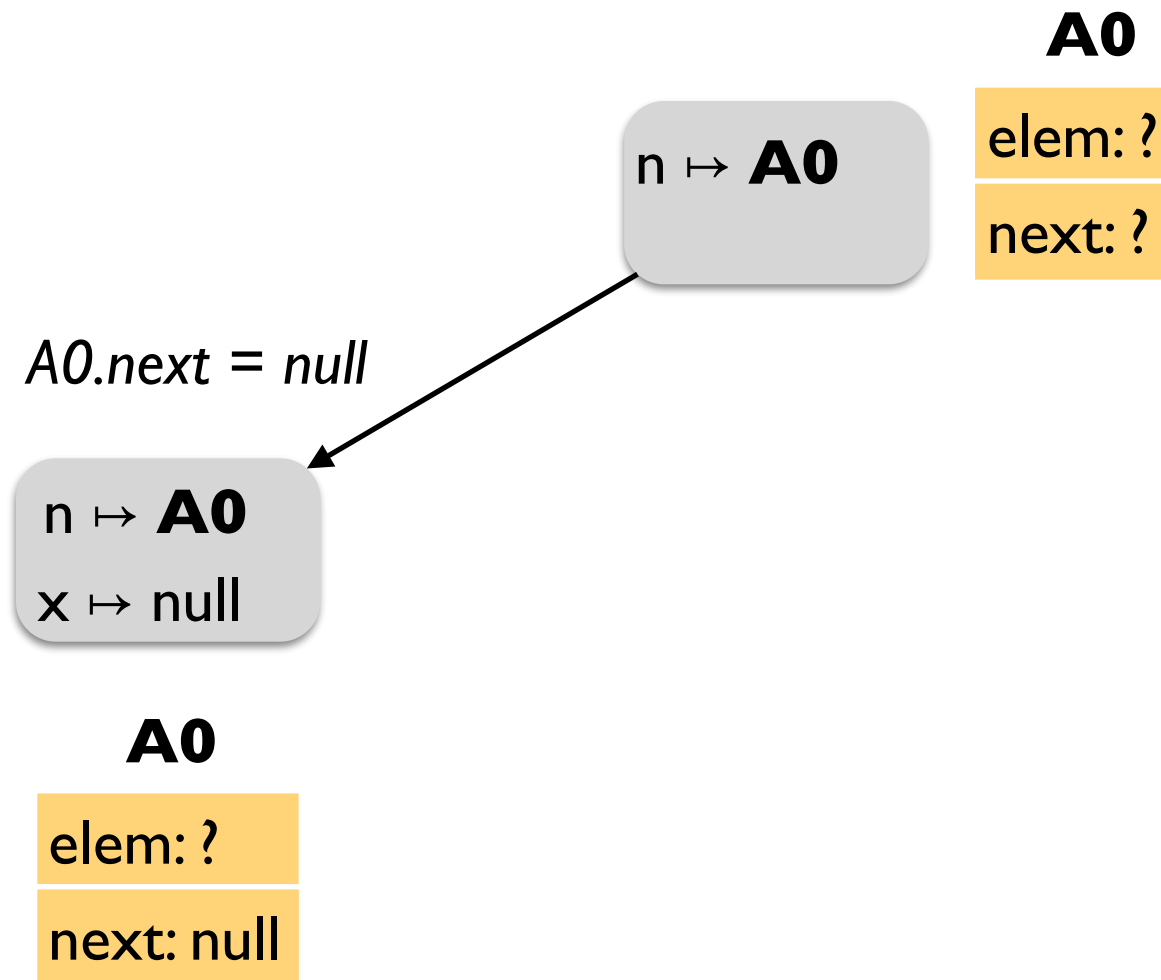 A0
n ↦ A0
elem: ?
next: ?
A0.next = null
n ↦ A0
x ↦ null
A0
elem: ?
next: null